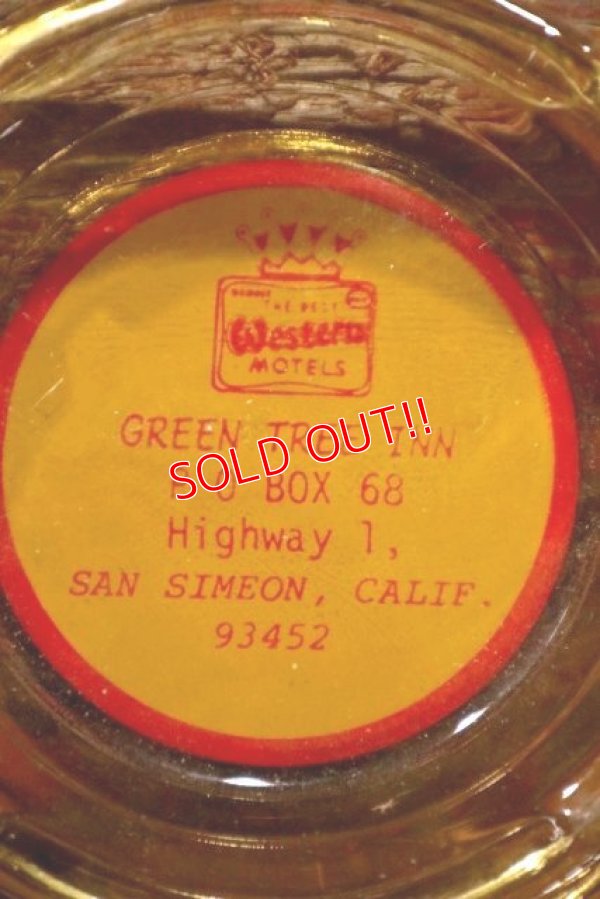 THE BEST
Western
MOTELS
GREEN TREE INN
P O BOX 68
Highway 1,
SAN SIMEON, CALIF.
93452
SOLD OUT!!